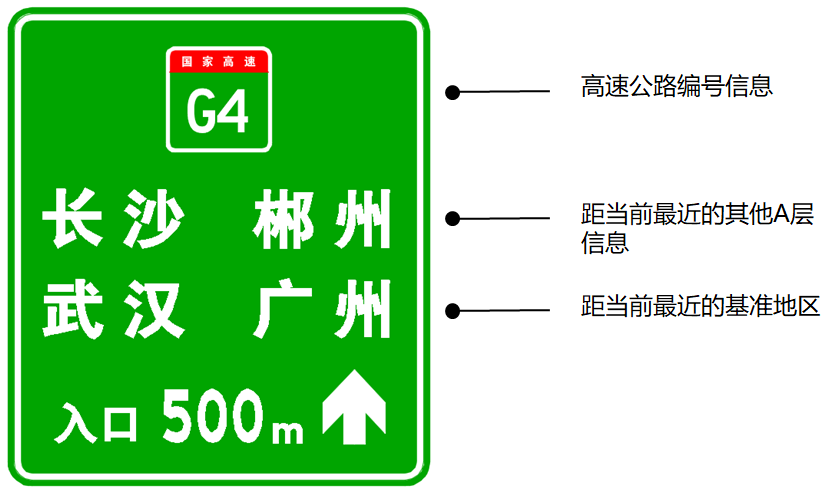 国家高速
G4
高速公路编号信息
长沙 郴州
距当前最近的其他A层
信息
武汉 广州
距当前最近的基准地区
入口 500m